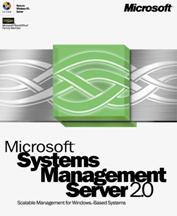 Microsoft
Microsoft
Systems
Management
Server 2.0
Scalable Management for Windows-Based Systems